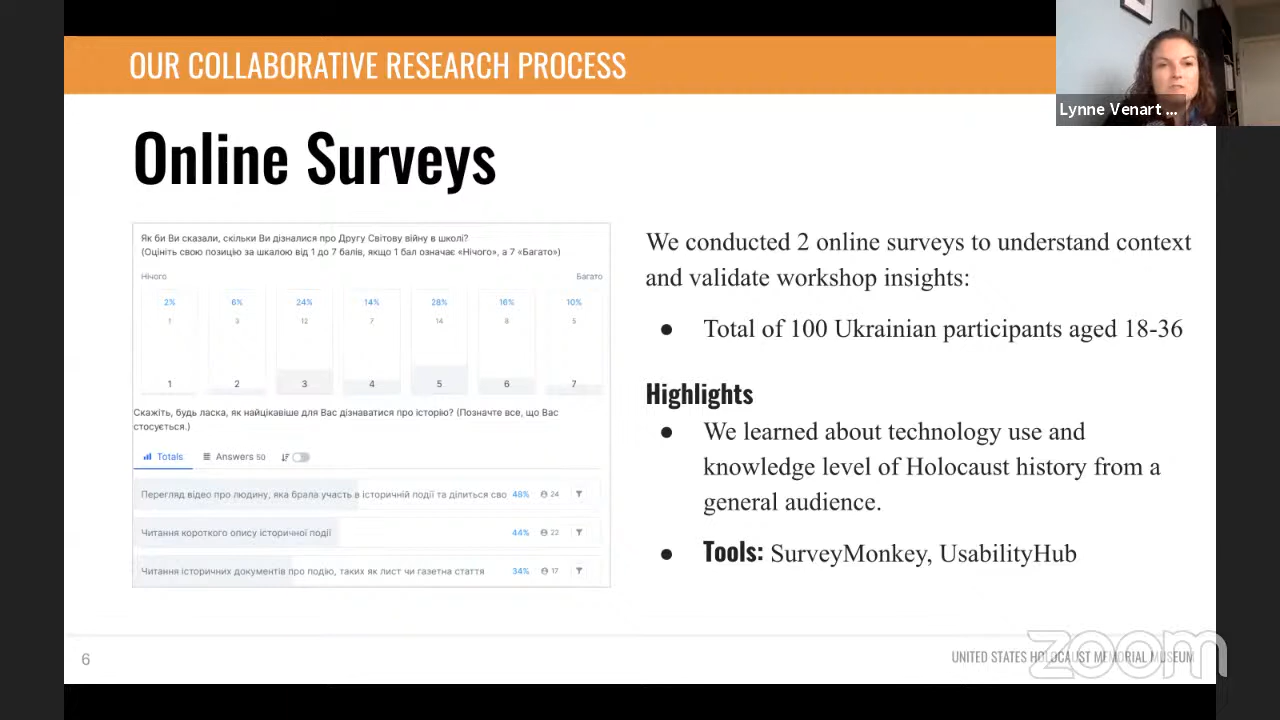 OUR COLLABORATIVE RESEARCH PROCESS
Lynne Venart ...
Online Surveys
Як би Ви сказали, скільки Ви дізналися про Другу Світову війну в школі?
(Оцініть свою позицію за шкалою від 1 до 7 балів, якщо 1 бал означає «Нічого», а 7 «Багато»)
Нічого Багато
2% 6% 24% 14% 28% 16% 10%
1 3 12 7 14 8 5
1 2 3 4 5 6 7
Скажіть, будь ласка, як найцікавіше для Вас дізнаватися про історію? (Позначте все, що Вас
стосується.)
Totals Answers 50
Перегляд відео про людину, яка брала участь в історичній події та ділиться сво 48% 24
Читання короткого опису історичної події 44% 22
Читання історичних документів про подію, таких як лист чи газетна стаття 34% 17
We conducted 2 online surveys to understand context
and validate workshop insights:
● Total of 100 Ukrainian participants aged 18-36
Highlights
● We learned about technology use and
knowledge level of Holocaust history from a
general audience.
● Tools: SurveyMonkey, UsabilityHub
6
UNITED STATES HOLOCAUST MEMORIAL MUSEUM
zoom